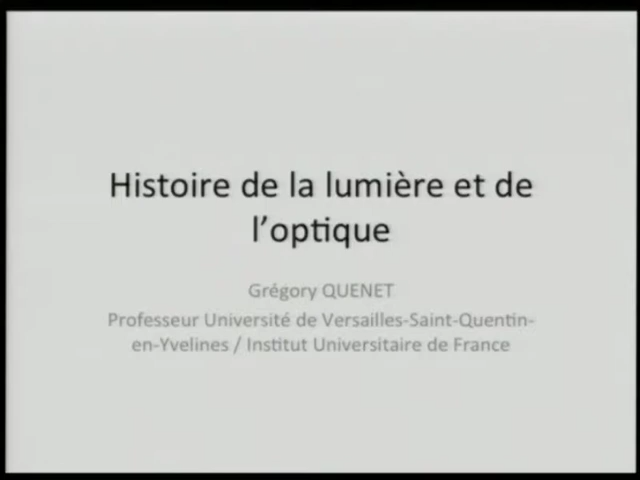 Histoire de la lumière et de
l’optique
Grégory QUENET
Professeur Université de Versailles-Saint-Quentin-
en-Yvelines / Institut Universitaire de France